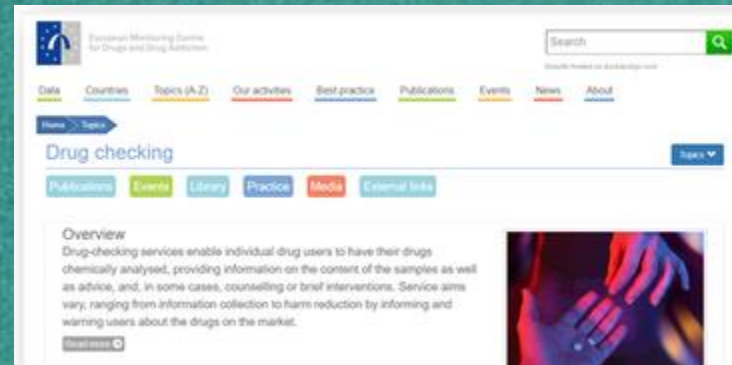 European Monitoring Centre
for Drugs and Drug Addiction
Search
Data Countries Topics (A-Z) Our activities Best practice Publications Events News About
Home Topics
Drug checking
Topics
Publications Events Library Practice Media External links
Overview
Drug-checking services enable individual drug users to have their drugs
chemically analysed, providing information on the content of the samples as well
as advice, and, in some cases, counselling or brief interventions. Service aims
vary, ranging from information collection to harm reduction by informing and
warning users about the drugs on the market.
Read more